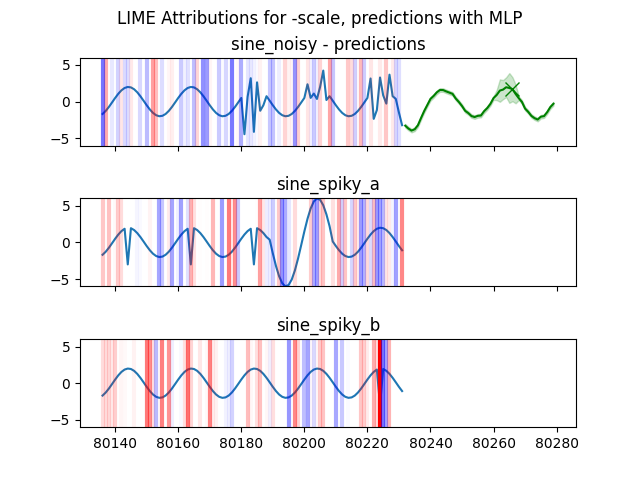 LIME Attributions for -scale, predictions with MLP
sine_noisy - predictions
5
0
−5
sine_spiky_a
5
0
−5
sine_spiky_b
5
0
−5
80140 80160 80180 80200 80220 80240 80260 80280